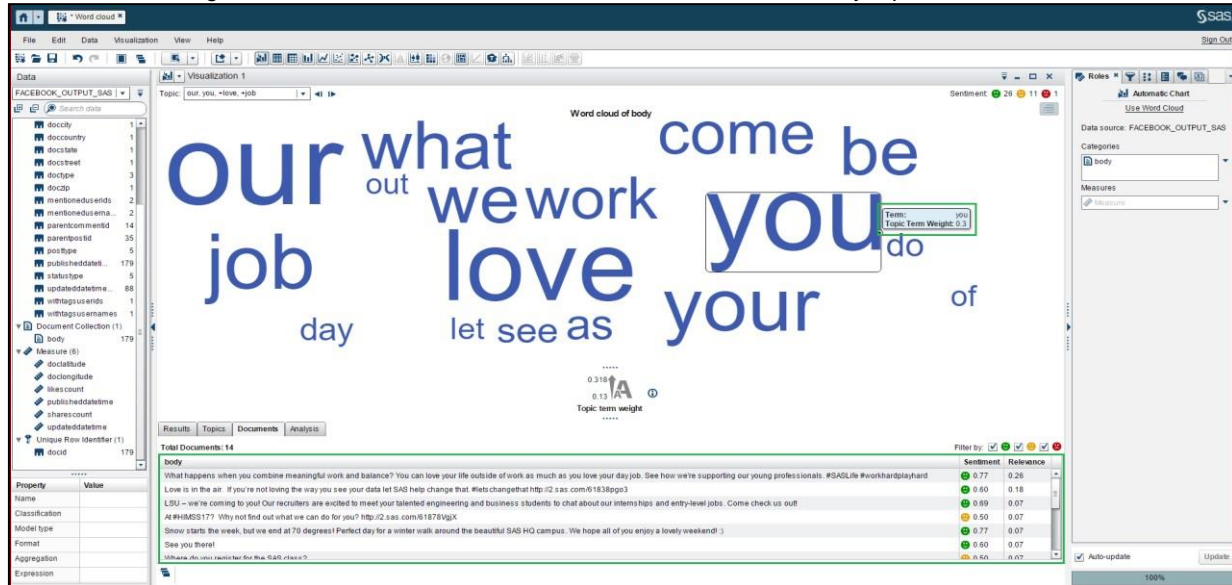 * Word cloud
sas
File Edit Data Visualization View Help
Sign Out
Data
FACEBOOK_OUTPUT_SAS
Search data
doccity 1
doccountry 1
docstate 1
docstreet 1
doctype 3
doczip 1
mentioneduserids 2
mentioneduserna... 2
parentcommentid 14
parentpostid 35
posttype 5
publisheddateti... 179
statustype 5
updateddatetime... 88
withtagsuserids 1
withtagsusernames 1
Document Collection (1)
body 179
Measure (6)
doclatitude
doclongitude
likescount
publisheddatetime
sharescount
updateddatetime
Unique Row Identifier (1)
docid 179
Property Value
Name
Classification
Model type
Format
Aggregation
Expression
Visualization 1
Topic: our, you, +love, +job
Sentiment: 26 11 1
Word cloud of body
our what come be
out we work you
job love do
your of
day let see as
Term: you
Topic Term Weight: 0.3
0.318
0.13
Topic term weight
Results Topics Documents Analysis
Total Documents: 14
Filter by:
body Sentiment Relevance
What happens when you combine meaningful work and balance? You can love your life outside of work as much as you love your day job. See how we're supporting our young professionals. #SASLife #workhardplayhard 0.77 0.26
Love is in the air. If you're not loving the way you see your data let SAS help change that. #letschangethat http://2.sas.com/61838pgo3 0.60 0.18
LSU – we're coming to you! Our recruiters are excited to meet your talented engineering and business students to chat about our internships and entry-level jobs. Come check us out! 0.69 0.07
At #HIMSS17? Why not find out what we can do for you? http://2.sas.com/61878VgjX 0.50 0.07
Snow starts the week, but we end at 70 degrees! Perfect day for a winter walk around the beautiful SAS HQ campus. We hope all of you enjoy a lovely weekend! :) 0.77 0.07
See you there! 0.60 0.07
Where do you register for the SAS class? 0.50 0.07
Roles
Automatic Chart
Use Word Cloud
Data source: FACEBOOK_OUTPUT_SAS
Categories
body
Measures
Measure
Auto-update Update
100%